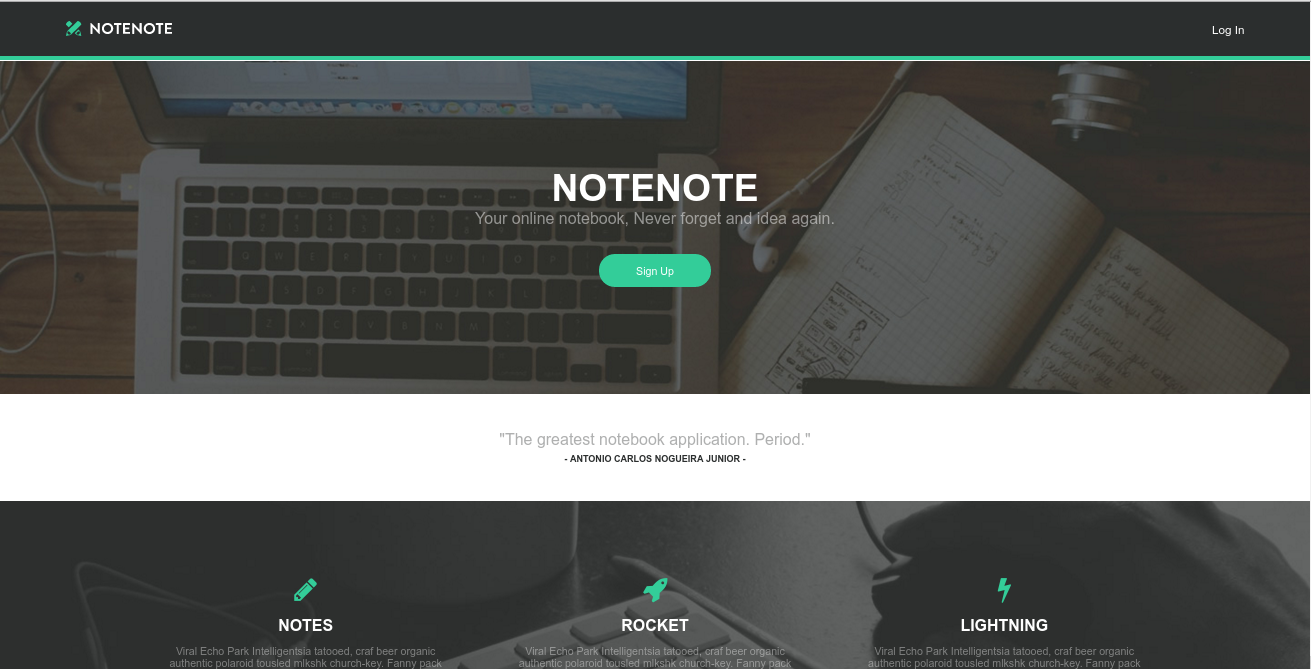 NOTENOTE
Log In
NOTENOTE
Your online notebook, Never forget and idea again.
Sign Up
"The greatest notebook application. Period."
- ANTONIO CARLOS NOGUEIRA JUNIOR -
NOTES
Viral Echo Park Intelligentsia tatooed, craf beer organic
authentic polaroid tousled mlkshk church-key. Fanny pack
ROCKET
Viral Echo Park Intelligentsia tatooed, craf beer organic
authentic polaroid tousled mlkshk church-key. Fanny pack
LIGHTNING
Viral Echo Park Intelligentsia tatooed, craf beer organic
authentic polaroid tousled mlkshk church-key. Fanny pack